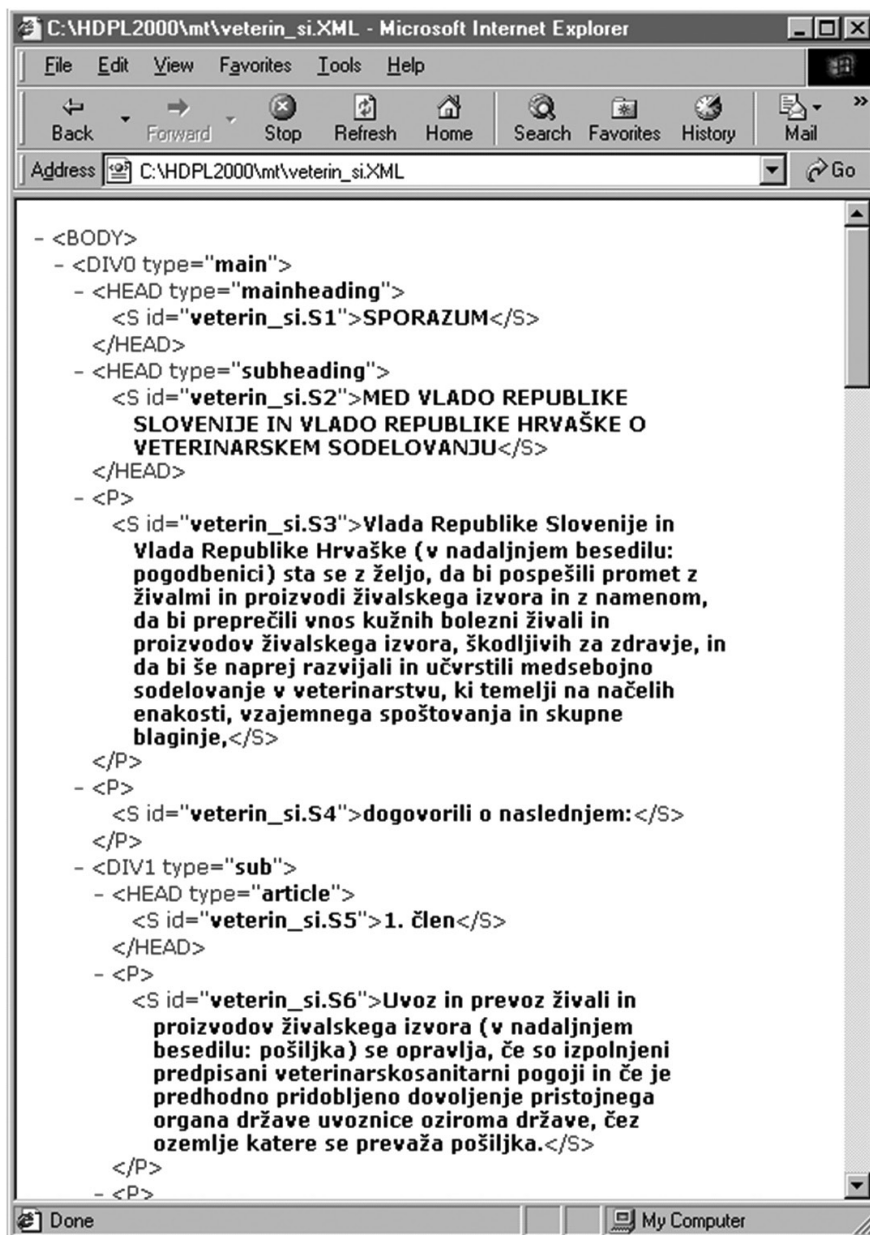 C:\HDPL2000\mt\veterin_si.XML - Microsoft Internet Explorer
File Edit View Favorites Tools Help
Back Forward Stop Refresh Home Search Favorites History Mail »
Address C:\HDPL2000\mt\veterin_si.XML Go
- <BODY>
- <DIV0 type="main">
- <HEAD type="mainheading">
<S id="veterin_si.S1">SPORAZUM</S>
</HEAD>
- <HEAD type="subheading">
<S id="veterin_si.S2">MED VLADO REPUBLIKE
SLOVENIJE IN VLADO REPUBLIKE HRVAŠKE O
VETERINARSKEM SODELOVANJU</S>
</HEAD>
- <P>
<S id="veterin_si.S3">Vlada Republike Slovenije in
Vlada Republike Hrvaške (v nadaljnjem besedilu:
pogodbenici) sta se z željo, da bi pospešili promet z
živalmi in proizvodi živalskega izvora in z namenom,
da bi preprečili vnos kužnih bolezni živali in
proizvodov živalskega izvora, škodljivih za zdravje, in
da bi še naprej razvijali in učvrstili medsebojno
sodelovanje v veterinarstvu, ki temelji na načelih
enakosti, vzajemnega spoštovanja in skupne
blaginje,</S>
</P>
- <P>
<S id="veterin_si.S4">dogovorili o naslednjem:</S>
</P>
- <DIV1 type="sub">
- <HEAD type="article">
<S id="veterin_si.S5">1. člen</S>
</HEAD>
- <P>
<S id="veterin_si.S6">Uvoz in prevoz živali in
proizvodov živalskega izvora (v nadaljnjem
besedilu: pošiljka) se opravlja, če so izpolnjeni
predpisani veterinarskosanitarni pogoji in če je
predhodno pridobljeno dovoljenje pristojnega
organa države uvoznice oziroma države, čez
ozemlje katere se prevaža pošiljka.</S>
</P>
- <P>
Done My Computer